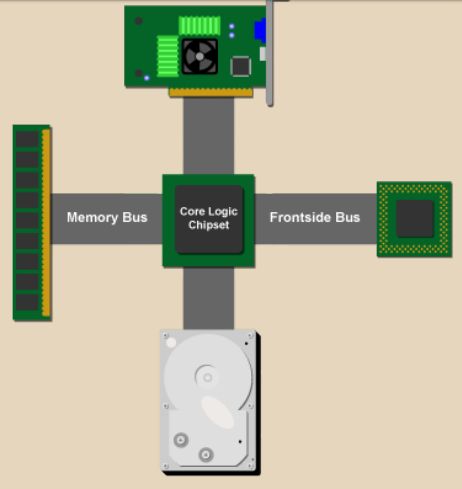 Memory Bus
Core Logic
Chipset
Frontside Bus